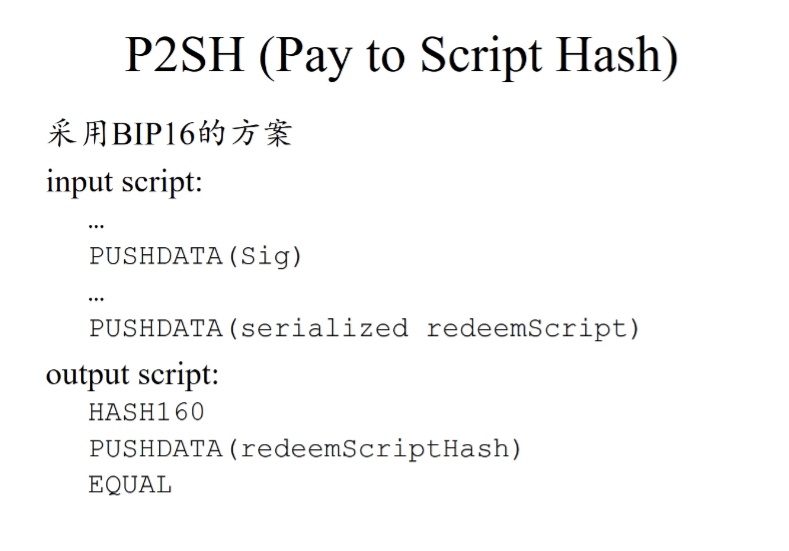 P2SH (Pay to Script Hash)
采用BIP16的方案
input script:
…
PUSHDATA(Sig)
…
PUSHDATA(serialized redeemScript)
output script:
HASH160
PUSHDATA(redeemScriptHash)
EQUAL